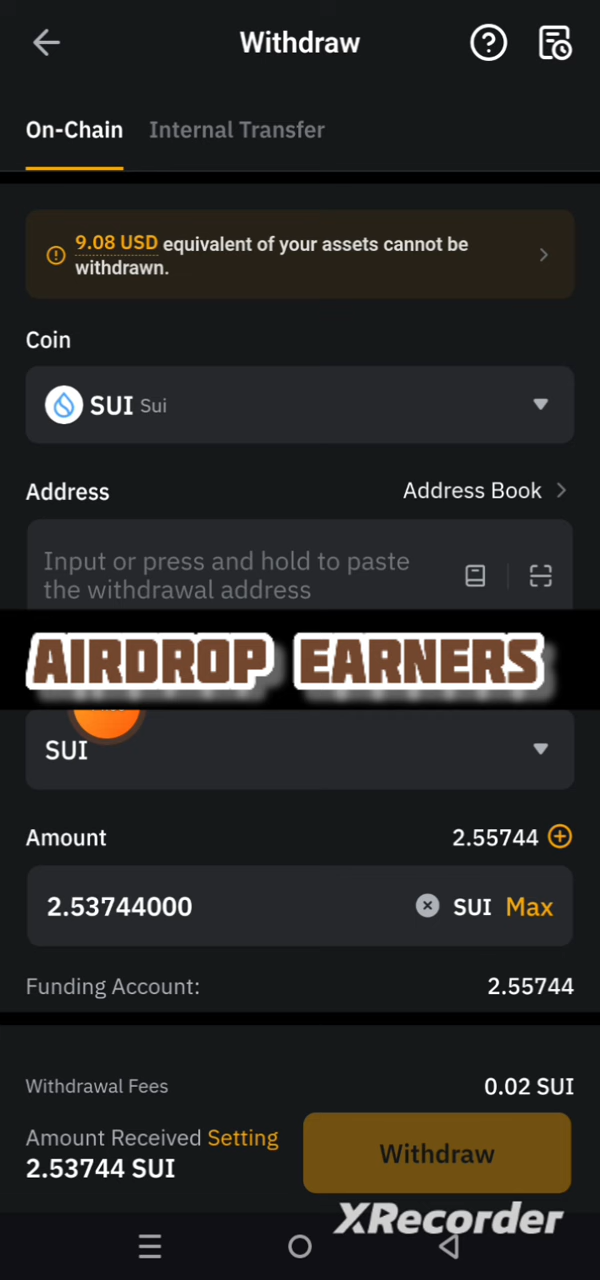 Withdraw
On-Chain Internal Transfer
9.08 USD equivalent of your assets cannot be
withdrawn.
Coin
SUI Sui
Address Address Book
Input or press and hold to paste
the withdrawal address
AIRDROP EARNERS
SUI
Amount 2.55744
2.53744000 SUI Max
Funding Account: 2.55744
Withdrawal Fees 0.02 SUI
Amount Received Setting
2.53744 SUI
Withdraw
XRecorder